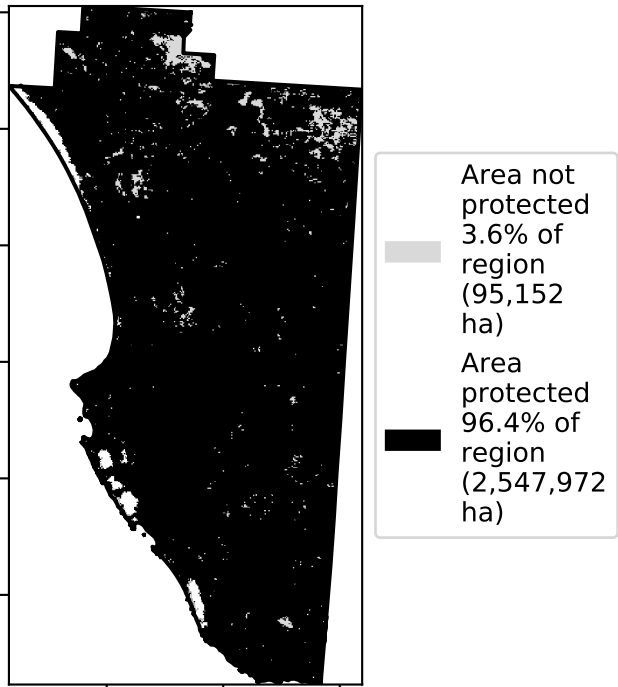 Area not
protected
3.6% of
region
(95,152
ha)
Area
protected
96.4% of
region
(2,547,972
ha)